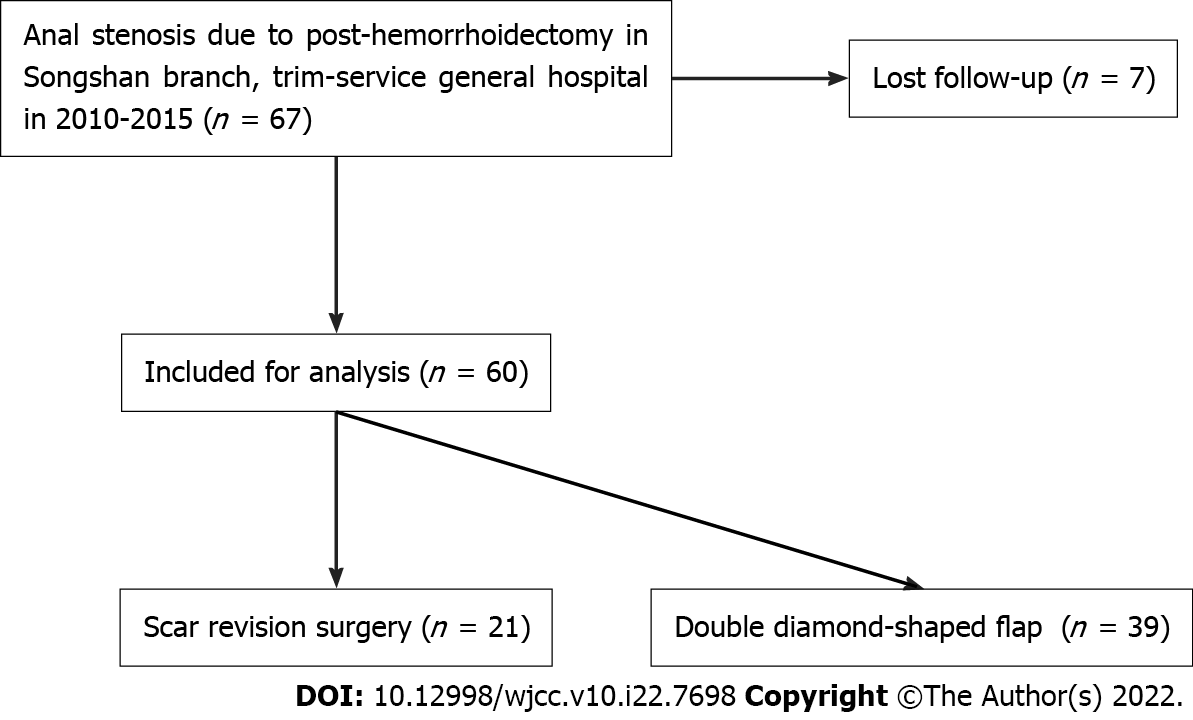 Anal stenosis due to post-hemorrhoidectomy in
Songshan branch, trim-service general hospital
in 2010-2015 (n = 67)
Lost follow-up (n = 7)
Included for analysis (n = 60)
Scar revision surgery (n = 21)
Double diamond-shaped flap (n = 39)
DOI: 10.12998/wjcc.v10.i22.7698 Copyright ©The Author(s) 2022.